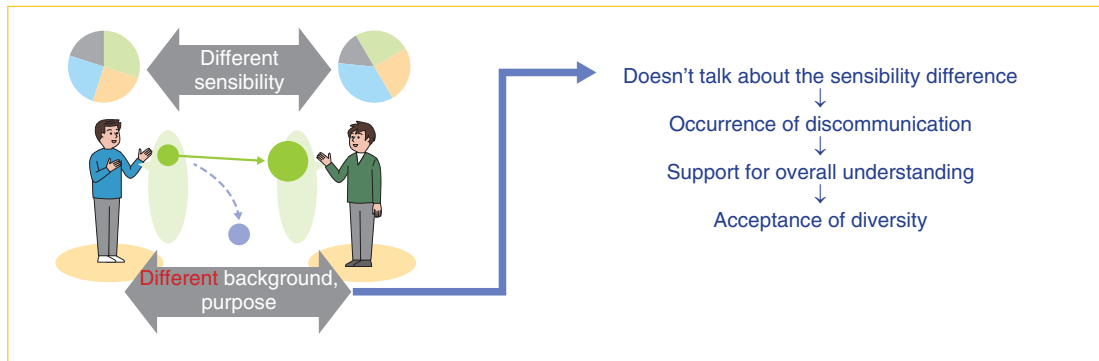 Different
sensibility
Different background,
purpose
Doesn’t talk about the sensibility difference
↓
Occurrence of discommunication
↓
Support for overall understanding
↓
Acceptance of diversity